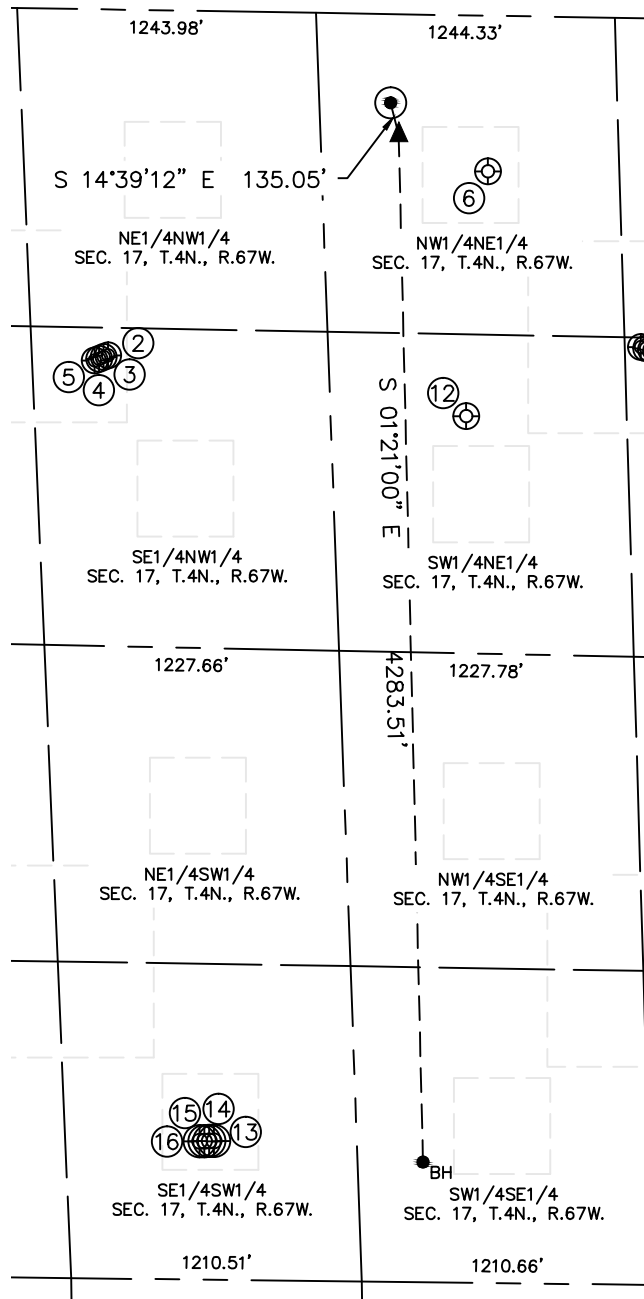 1243.98'
1244.33'
S 14°39'12" E 135.05'
6
NE1/4NW1/4
SEC. 17, T.4N., R.67W.
NW1/4NE1/4
SEC. 17, T.4N., R.67W.
2
5
3
4
12
S 01°21'00" E
4283.51'
SE1/4NW1/4
SEC. 17, T.4N., R.67W.
SW1/4NE1/4
SEC. 17, T.4N., R.67W.
1227.66'
1227.78'
NE1/4SW1/4
SEC. 17, T.4N., R.67W.
NW1/4SE1/4
SEC. 17, T.4N., R.67W.
15
14
16
13
BH
SE1/4SW1/4
SEC. 17, T.4N., R.67W.
SW1/4SE1/4
SEC. 17, T.4N., R.67W.
1210.51'
1210.66'